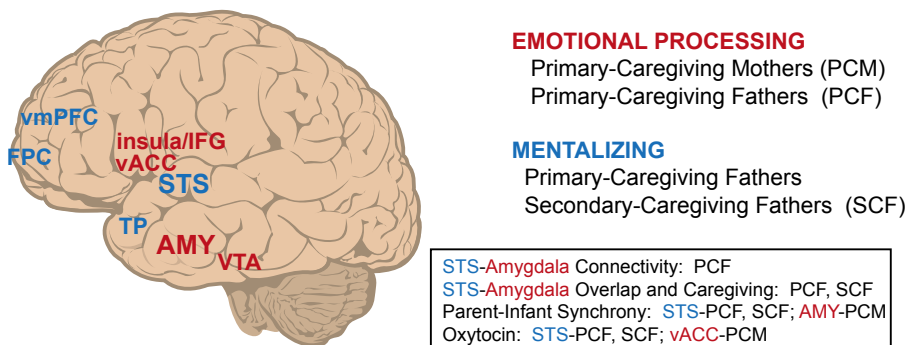 vmPFC
FPC
insula/IFG
vACC
STS
TP
AMY
VTA
EMOTIONAL PROCESSING
Primary-Caregiving Mothers (PCM)
Primary-Caregiving Fathers (PCF)
MENTALIZING
Primary-Caregiving Fathers
Secondary-Caregiving Fathers (SCF)
STS-Amygdala Connectivity: PCF
STS-Amygdala Overlap and Caregiving: PCF, SCF
Parent-Infant Synchrony: STS-PCF, SCF; AMY-PCM
Oxytocin: STS-PCF, SCF; vACC-PCM